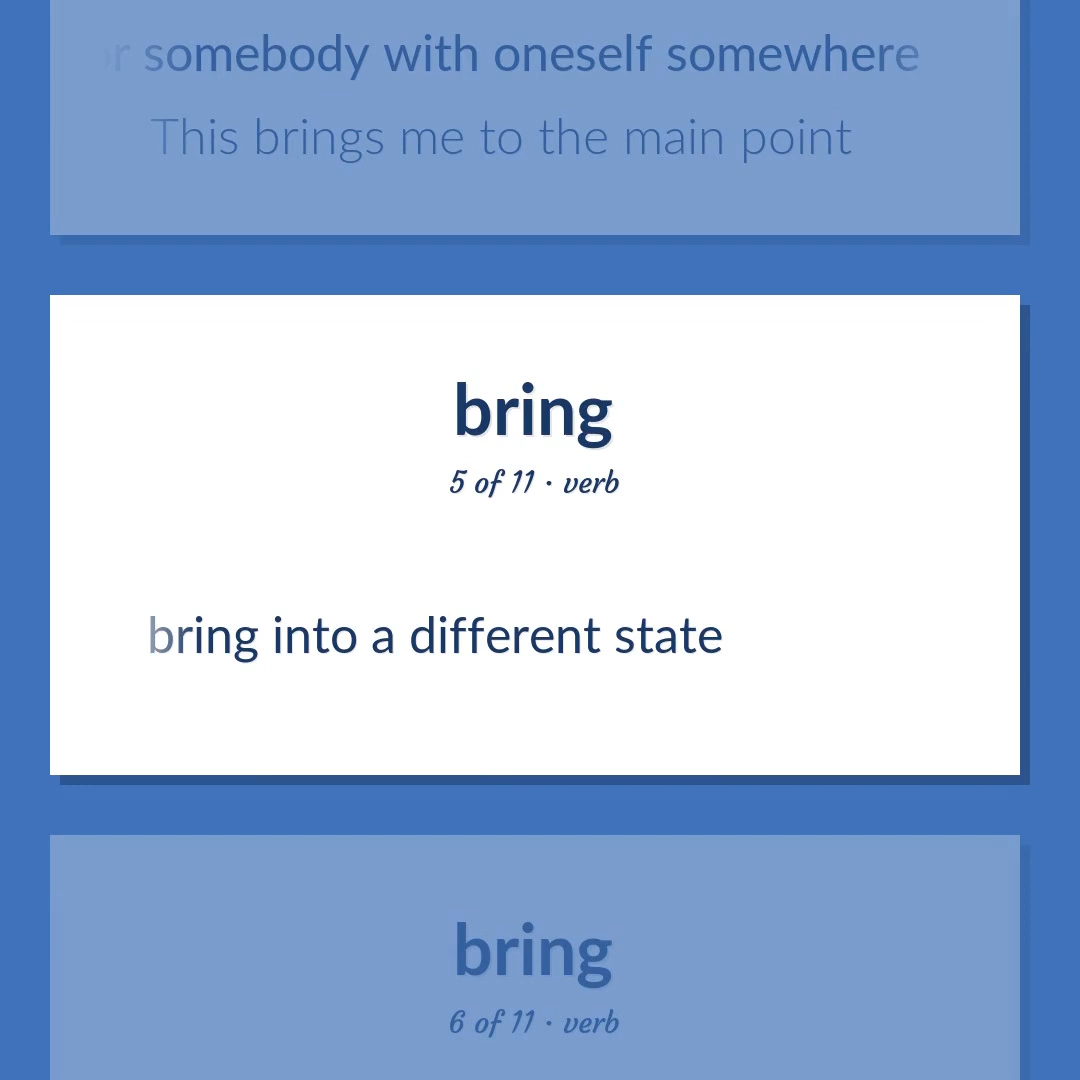 somebody with oneself somewhere
This brings me to the main point
bring
5 of 11 · verb
bring into a different state
bring
6 of 11 · verb